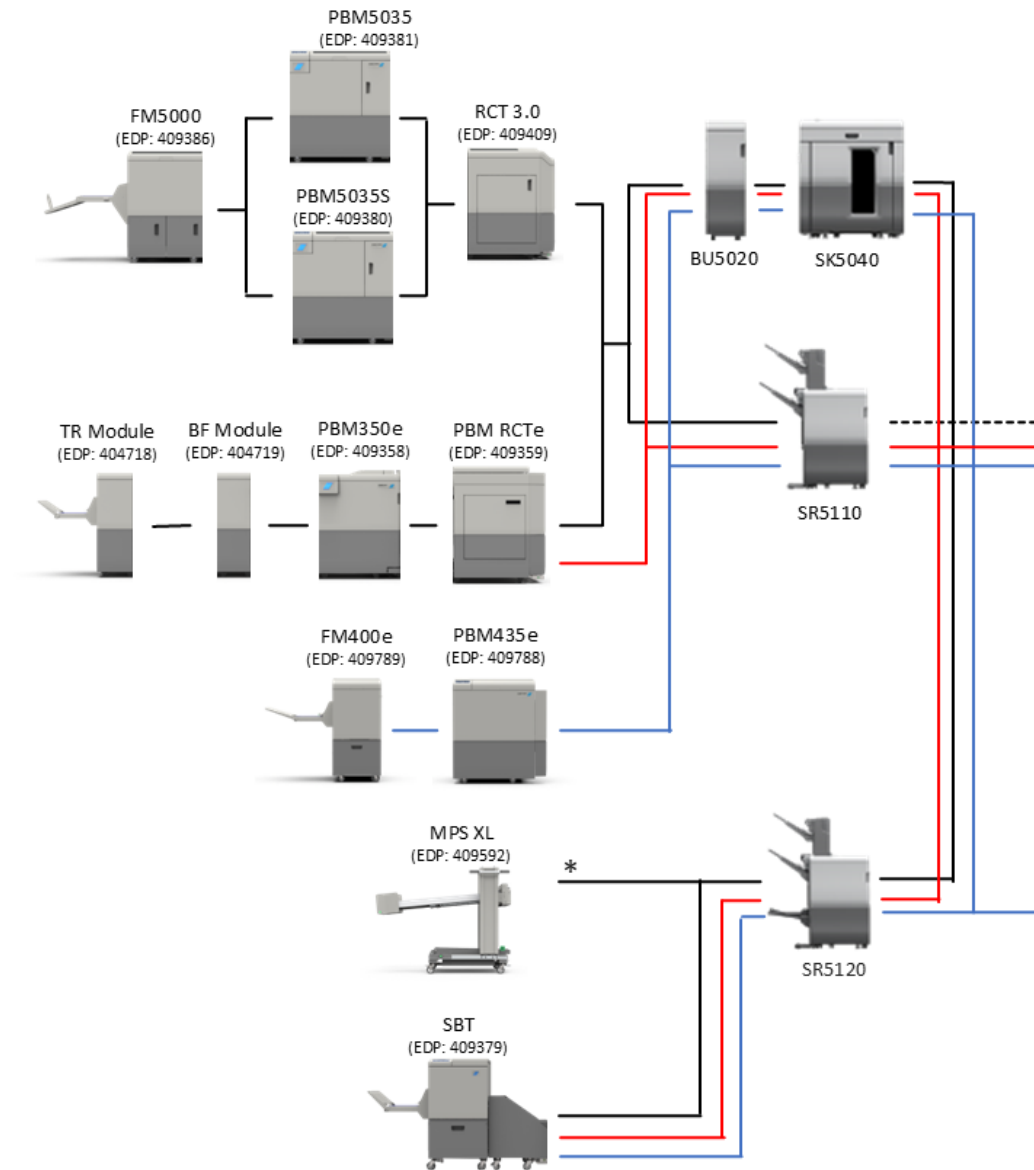 PBM5035
(EDP: 409381)
FM5000
(EDP: 409386)
RCT 3.0
(EDP: 409409)
PBM5035S
(EDP: 409380)
BU5020
SK5040
TR Module
(EDP: 404718)
BF Module
(EDP: 404719)
PBM350e
(EDP: 409358)
PBM RCTe
(EDP: 409359)
SR5110
FM400e
(EDP: 409789)
PBM435e
(EDP: 409788)
MPS XL
(EDP: 409592)
*
SR5120
SBT
(EDP: 409379)